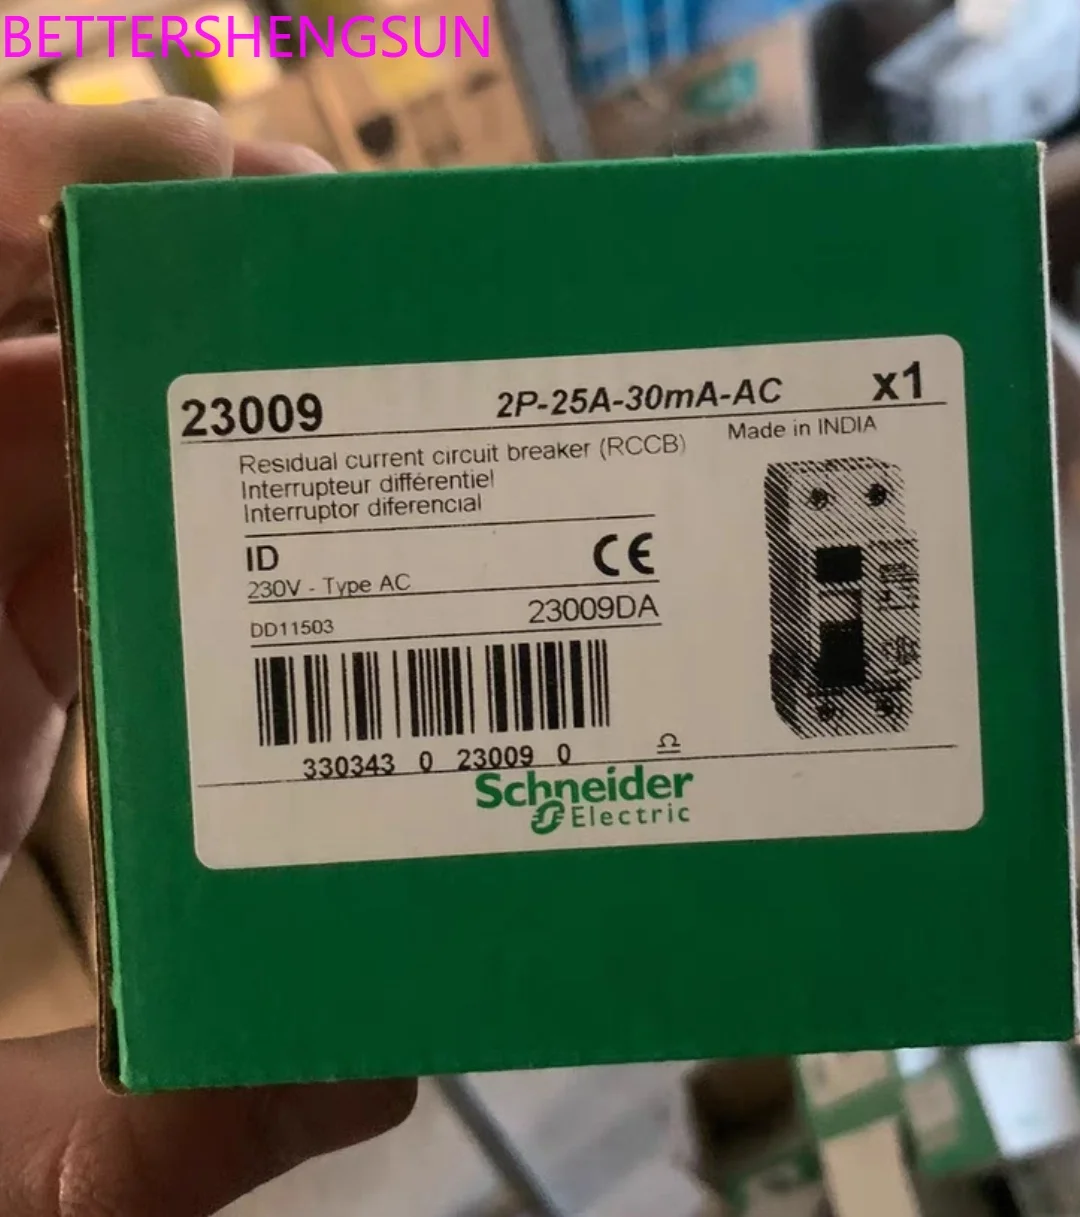 BETTERSHENGSUN
23009 2P-25A-30mA-AC x1
Made in INDIA
Residual current circuit breaker (RCCB)
Interrupteur différentiel
Interruptor diferencial
ID CE
230V - Type AC
23009DA
DD11503
330343 0 23009 0
Schneider
Electric